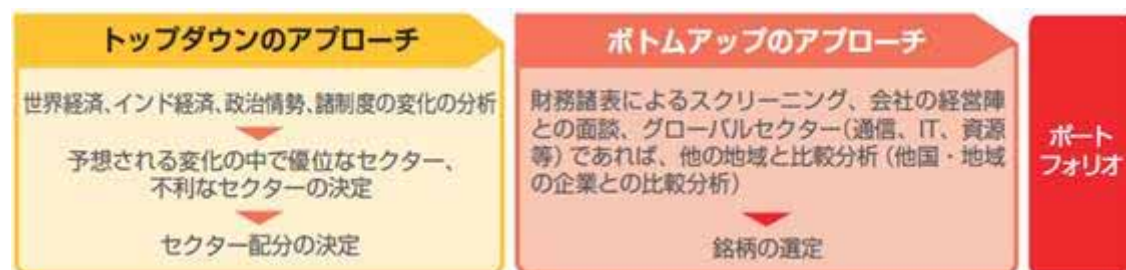 トップダウンのアプローチ
世界経済、インド経済、政治情勢、諸制度の変化の分析
予想される変化の中で優位なセクター、
不利なセクターの決定
セクター配分の決定
ボトムアップのアプローチ
財務諸表によるスクリーニング、会社の経営陣
との面談、グローバルセクター(通信、IT、資源
等)であれば、他の地域と比較分析(他国・地域
の企業との比較分析)
銘柄の選定
ポート
フォリオ